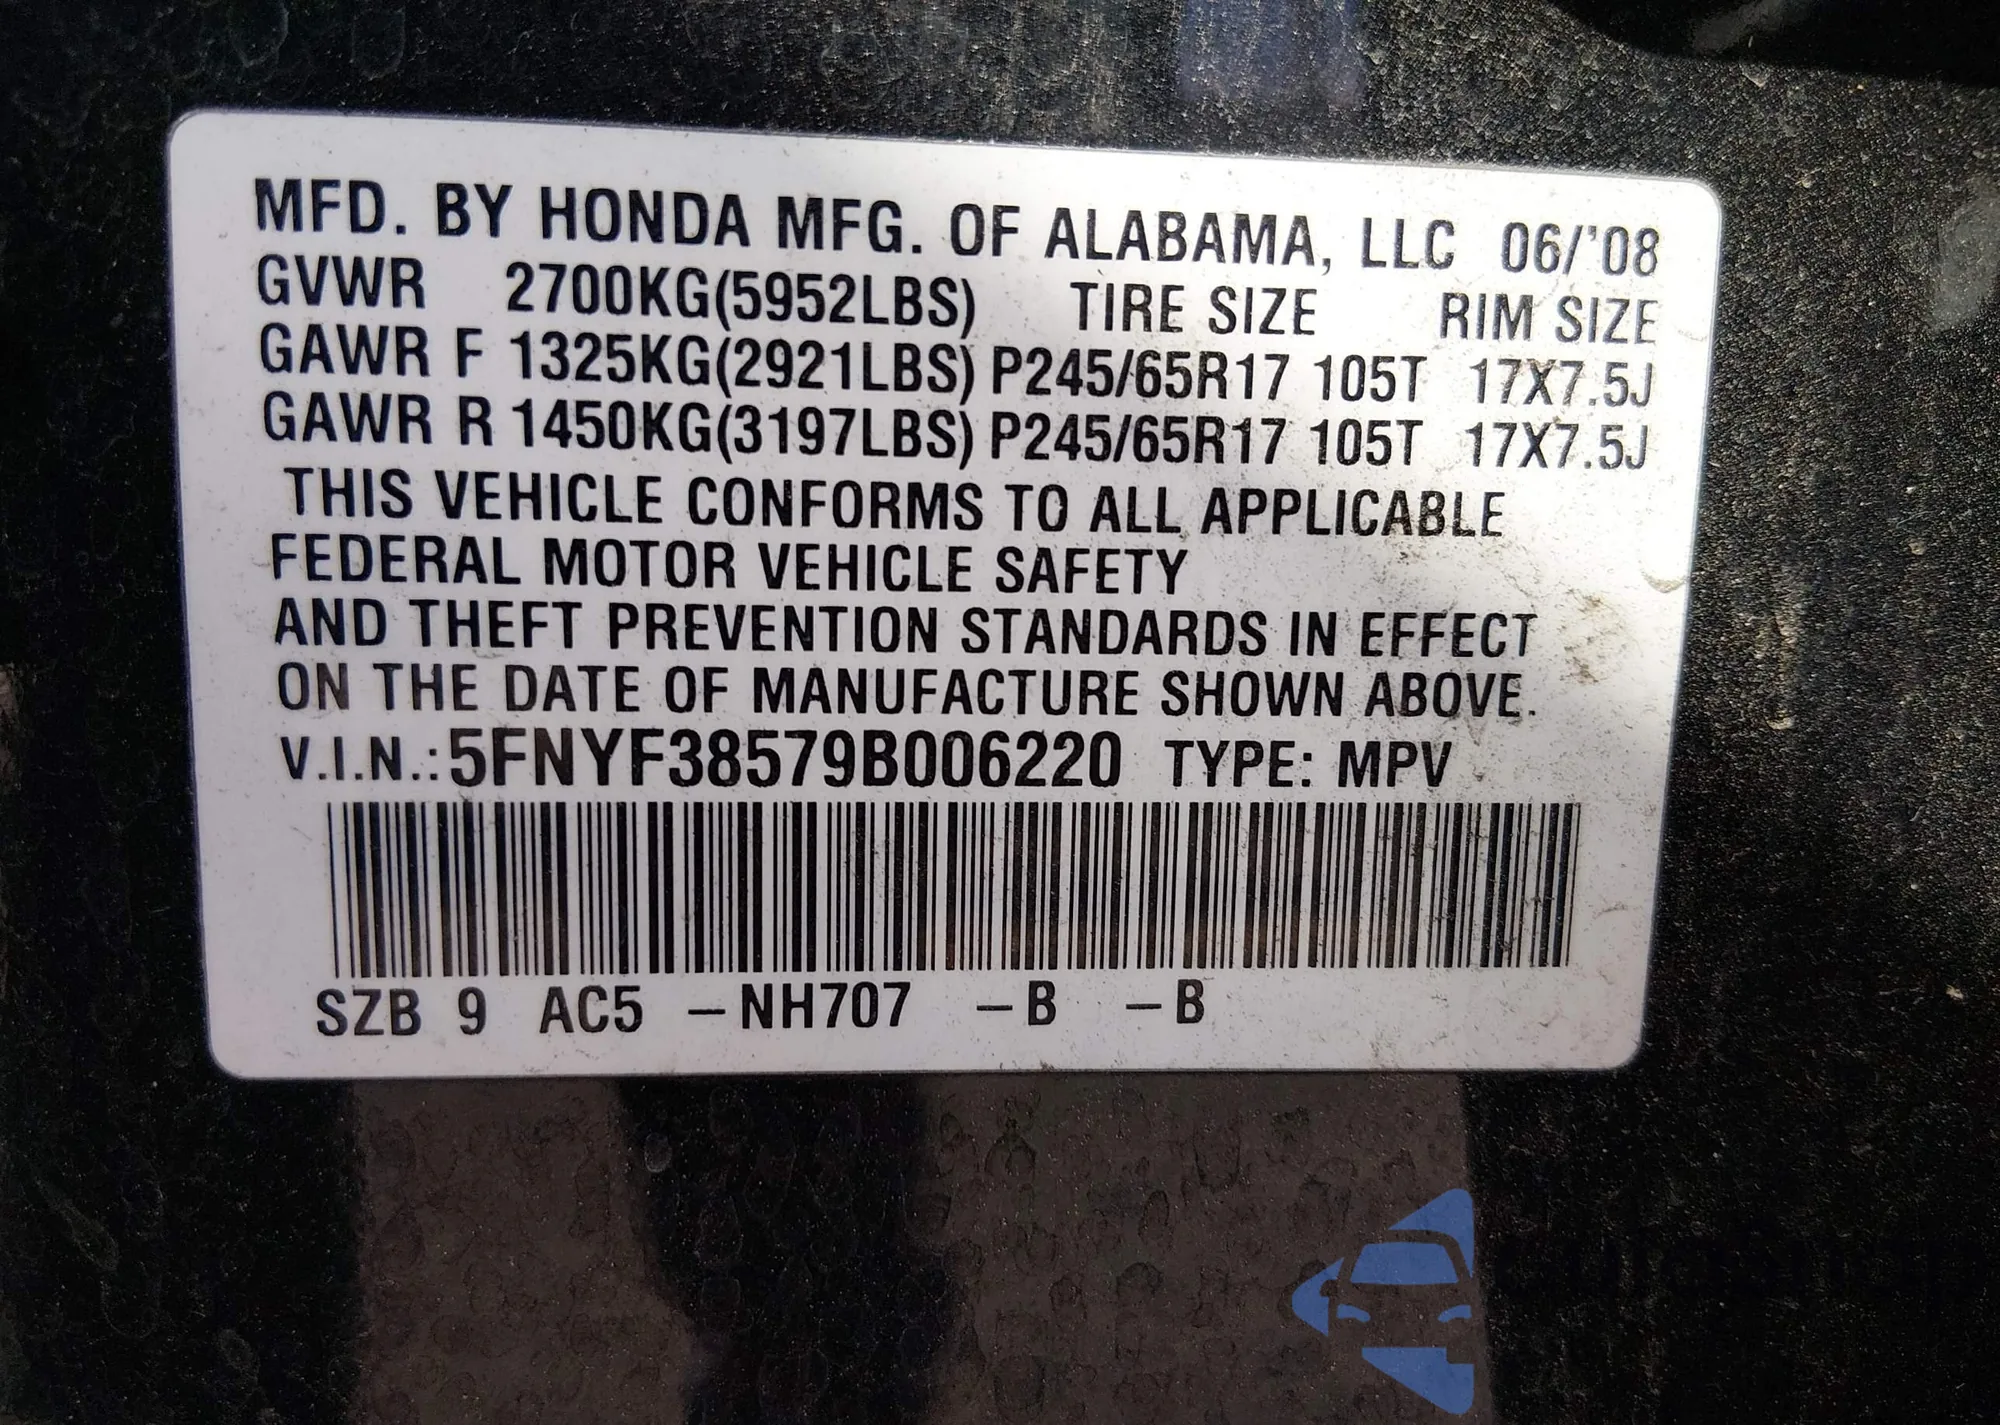 MFD. BY HONDA MFG. OF ALABAMA, LLC 06/'08
GVWR 2700KG(5952LBS) TIRE SIZE RIM SIZE
GAWR F 1325KG(2921LBS) P245/65R17 105T 17X7.5J
GAWR R 1450KG(3197LBS) P245/65R17 105T 17X7.5J
THIS VEHICLE CONFORMS TO ALL APPLICABLE
FEDERAL MOTOR VEHICLE SAFETY
AND THEFT PREVENTION STANDARDS IN EFFECT
ON THE DATE OF MANUFACTURE SHOWN ABOVE.
V.I.N.: 5FNYF38579B006220 TYPE: MPV
SZB 9 AC5 –NH707 –B –B